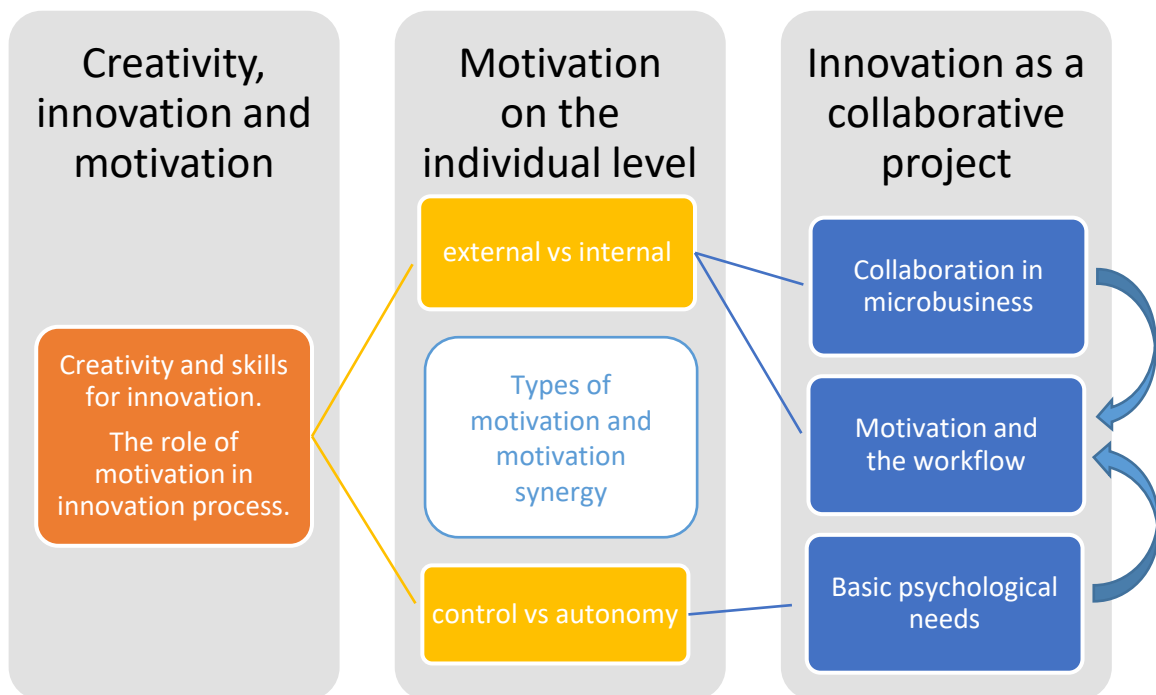 Creativity,
innovation and
motivation
Creativity and skills
for innovation.
The role of
motivation in
innovation process.
Motivation
on the
individual level
external vs internal
Types of
motivation and
motivation
synergy
control vs autonomy
Innovation as a
collaborative
project
Collaboration in
microbusiness
Motivation and
the workflow
Basic psychological
needs